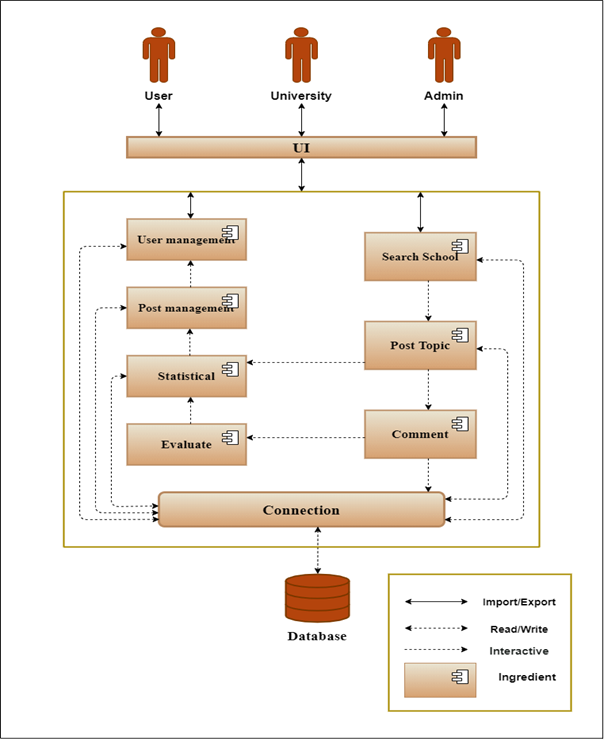 User
University
Admin
UI
User management
Search School
Post management
Post Topic
Statistical
Comment
Evaluate
Connection
Database
Import/Export
Read/Write
Interactive
Ingredient